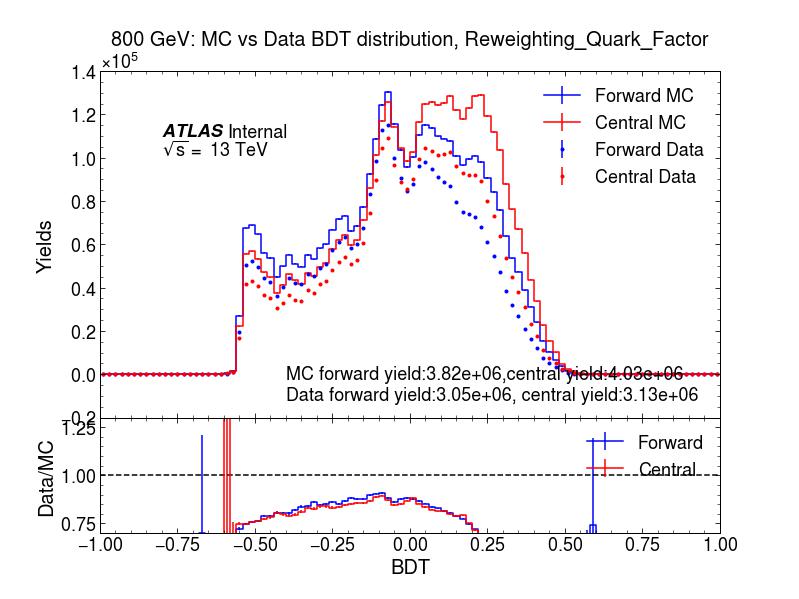 800 GeV: MC vs Data BDT distribution, Reweighting_Quark_Factor
×10⁵
1.4
1.2
1.0
0.8
0.6
0.4
0.2
0.0
0.2
Yields
ATLAS Internal
√s = 13 TeV
Forward MC
Central MC
Forward Data
Central Data
MC forward yield:3.82e+06,central yield:4.03e+06
Data forward yield:3.05e+06, central yield:3.13e+06
1.25
1.00
0.75
Data/MC
Forward
Central
−1.00 −0.75 −0.50 −0.25 0.00 0.25 0.50 0.75 1.00
BDT